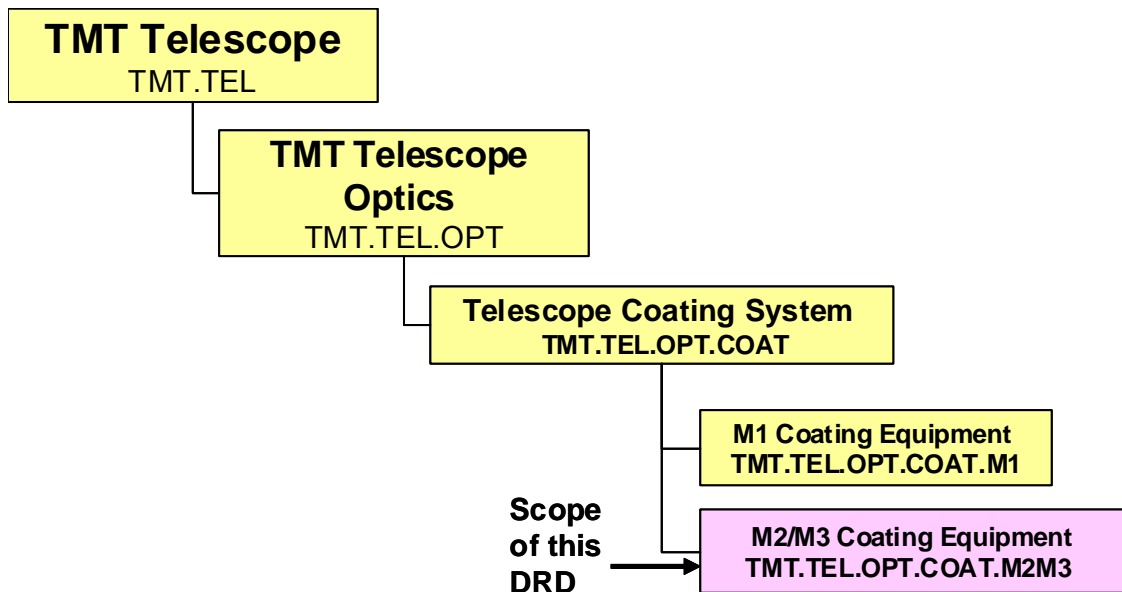 TMT Telescope
TMT.TEL
TMT Telescope
Optics
TMT.TEL.OPT
Telescope Coating System
TMT.TEL.OPT.COAT
M1 Coating Equipment
TMT.TEL.OPT.COAT.M1
Scope
of this
DRD
M2/M3 Coating Equipment
TMT.TEL.OPT.COAT.M2M3